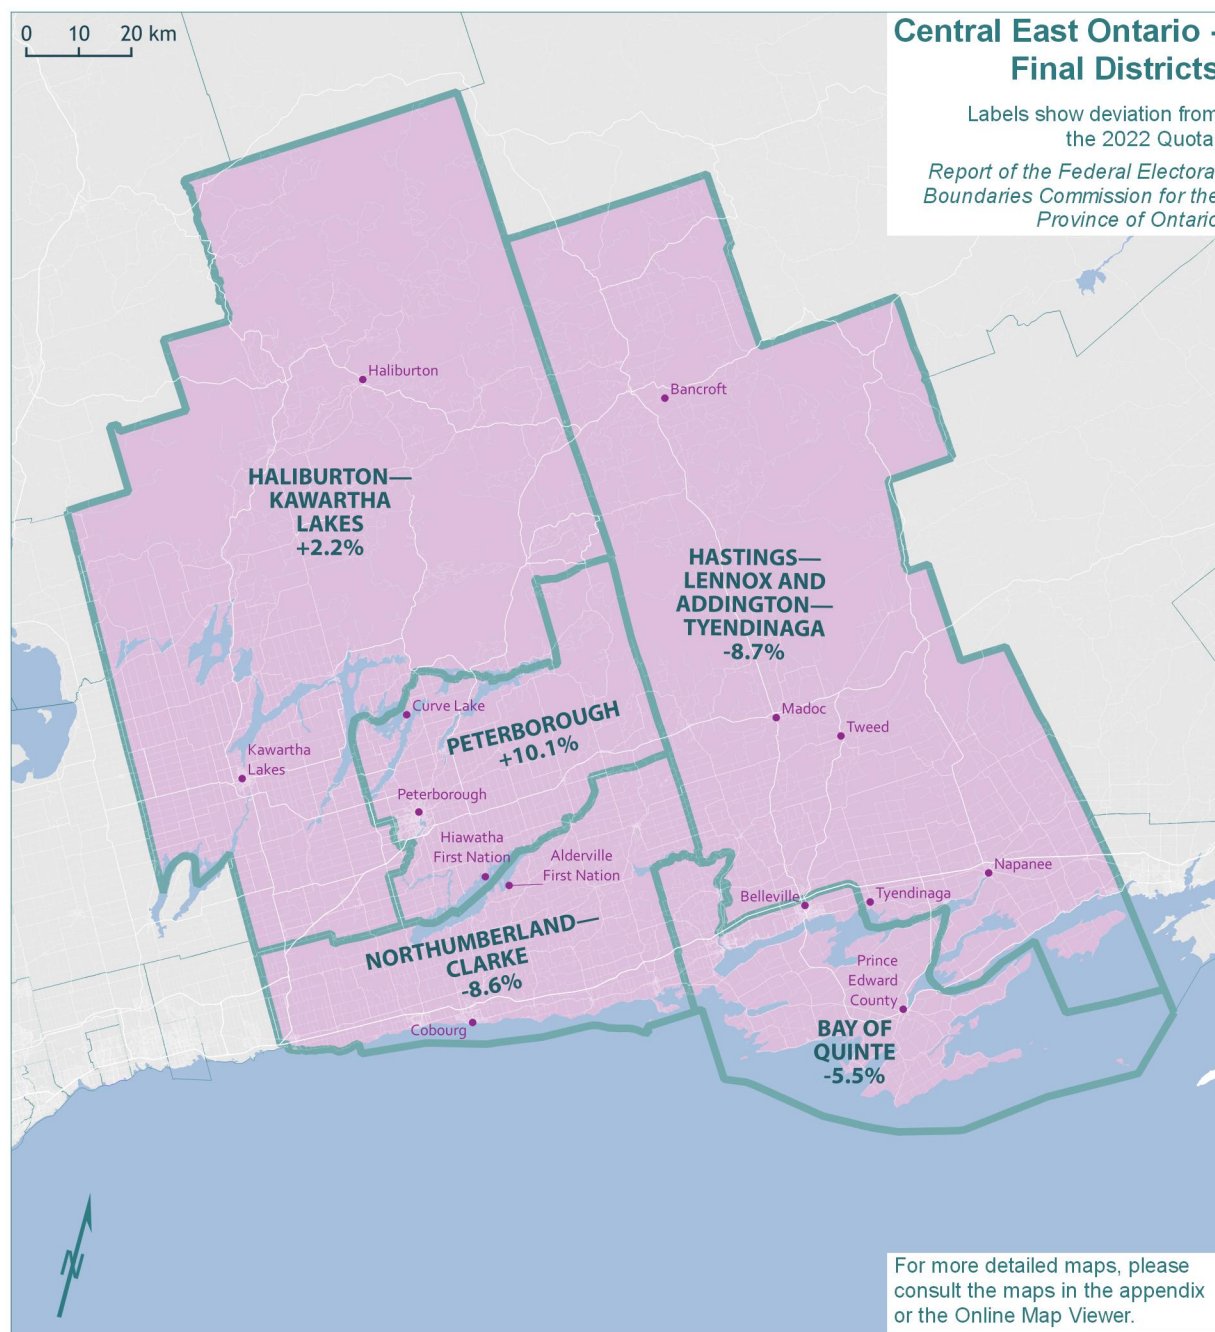 0 10 20 km
Central East Ontario -
Final Districts
Labels show deviation from
the 2022 Quota
Report of the Federal Electora
Boundaries Commission for the
Province of Ontario
Haliburton
Bancroft
HALIBURTON—
KAWARTHA
LAKES
+2.2%
HASTINGS—
LENNOX AND
ADDINGTON—
TYENDINAGA
-8.7%
Curve Lake
Madoc
Tweed
PETERBOROUGH
+10.1%
Kawartha
Lakes
Peterborough
Hiawatha
First Nation
Alderville
First Nation
Napanee
Belleville
Tyendinaga
NORTHUMBERLAND—
CLARKE
-8.6%
Prince
Edward
County
Cobourg
BAY OF
QUINTE
-5.5%
N
For more detailed maps, please
consult the maps in the appendix
or the Online Map Viewer.